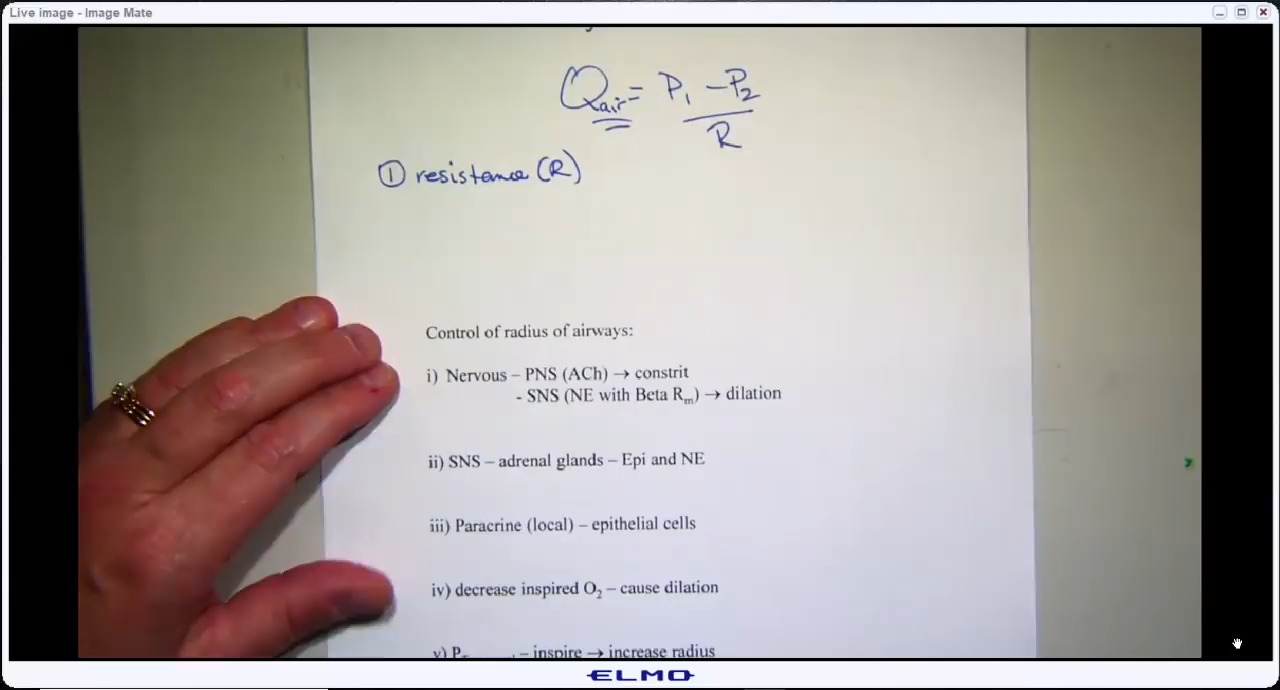 Live image - Image Mate
Q air = P1 - P2
R
① resistance (R)
Control of radius of airways:
i) Nervous – PNS (ACh) → constrit
- SNS (NE with Beta Rm) → dilation
ii) SNS – adrenal glands – Epi and NE
iii) Paracrine (local) – epithelial cells
iv) decrease inspired O2 – cause dilation
v) P – inspire → increase radius
ELMO